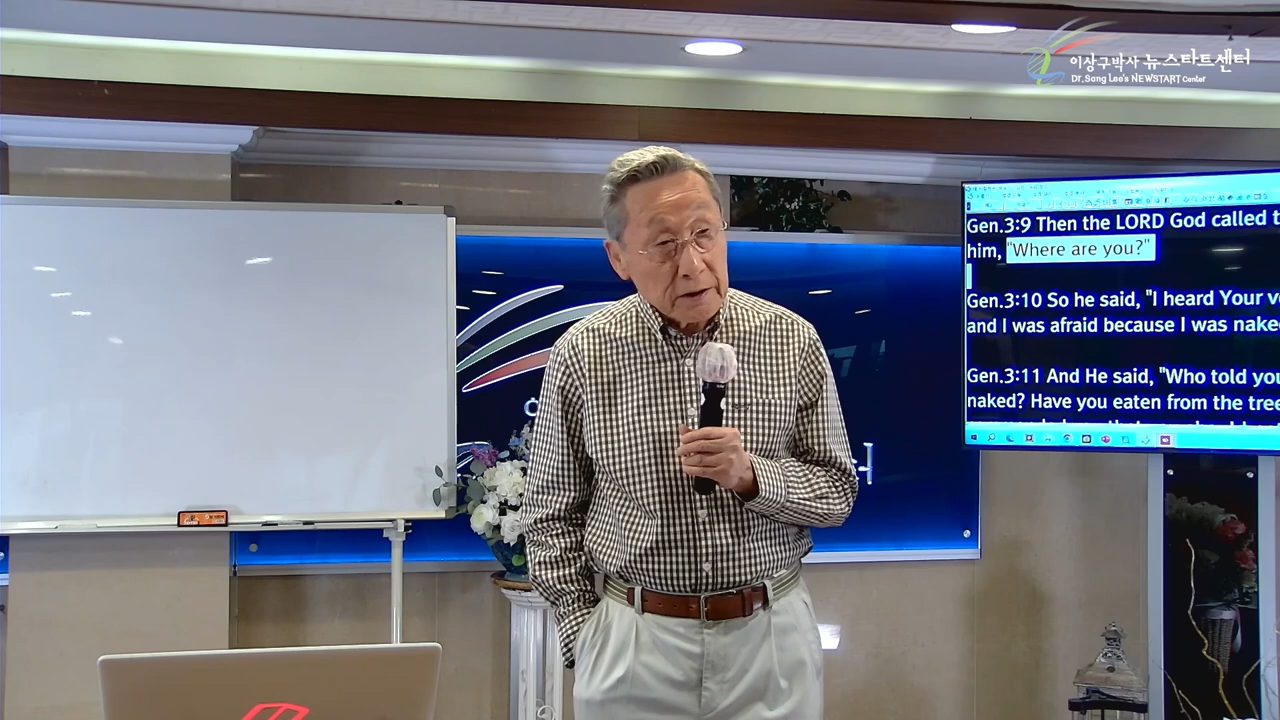 이상구박사 뉴스타트센터
Dr.Sang Lee's NEWSTART Center
Gen.3:9 Then the LORD God called
him, "Where are you?"
Gen.3:10 So he said, "I heard Your
and I was afraid because I was
Gen.3:11 And He said, "Who told you
naked? Have you eaten from the tree